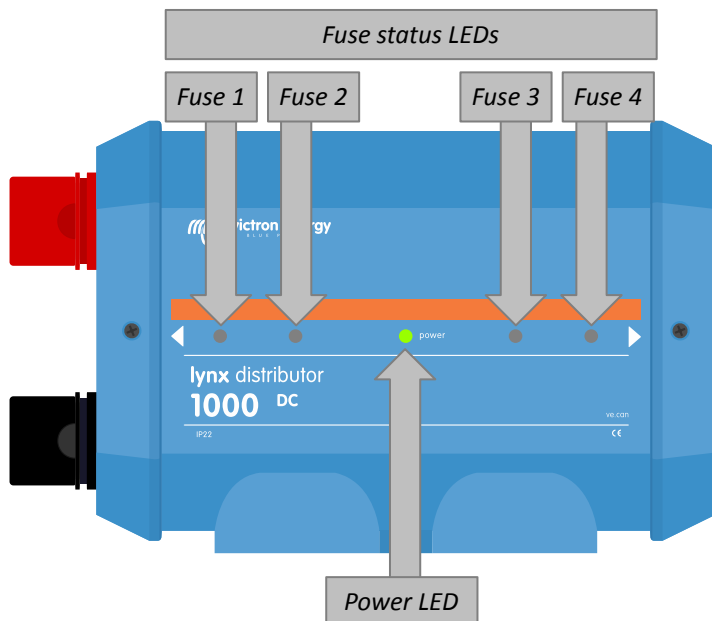 Fuse status LEDs
Fuse 1 Fuse 2 Fuse 3 Fuse 4
power
lynx distributor
1000 DC
ve.can
IP22 CE
Power LED